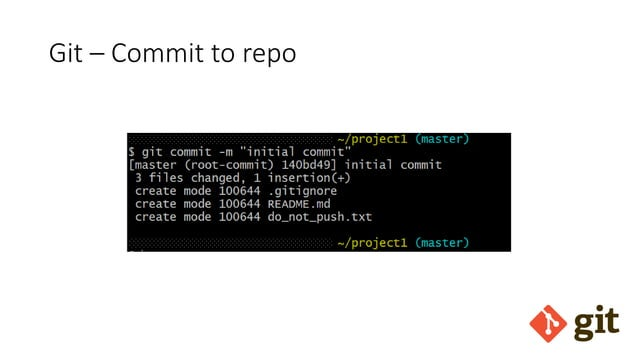 Git – Commit to repo
~/project1 (master)
$ git commit -m "initial commit"
[master (root-commit) 140bd49] initial commit
3 files changed, 1 insertion(+)
create mode 100644 .gitignore
create mode 100644 README.md
create mode 100644 do_not_push.txt
~/project1 (master)
git